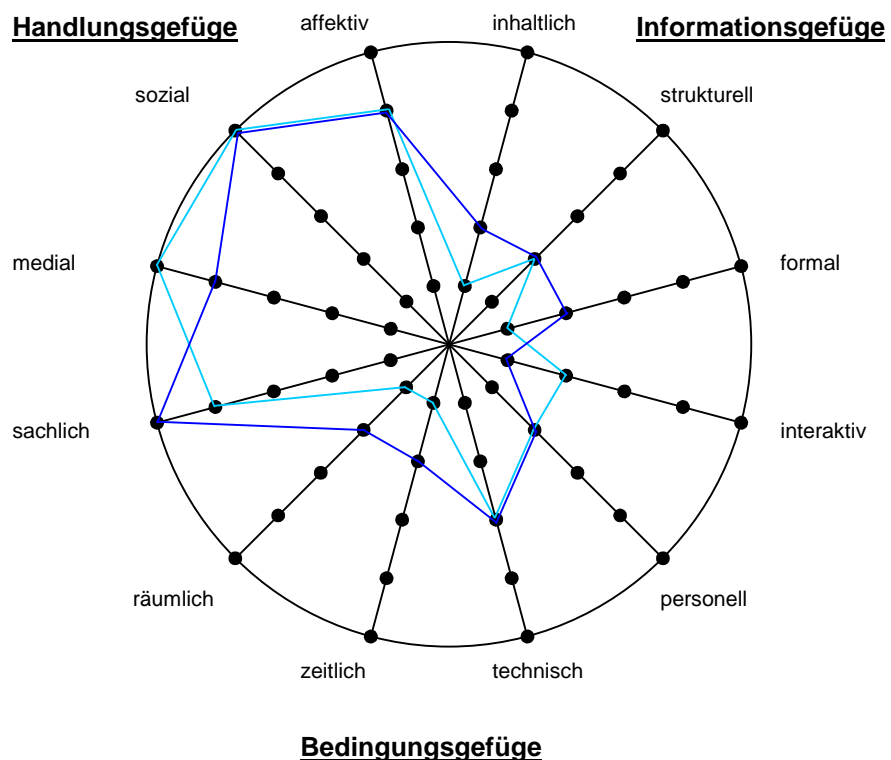 Handlungsgefüge
affektiv
inhaltlich
Informationsgefüge
sozial
strukturell
medial
formal
sachlich
interaktiv
räumlich
personell
zeitlich
technisch
Bedingungsgefüge